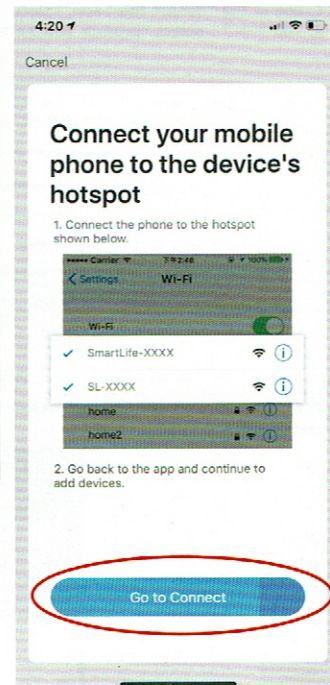 4:20
Cancel
Connect your mobile
phone to the device's
hotspot
1. Connect the phone to the hotspot
shown below.
Carrier
100%
Settings
Wi-Fi
Wi-Fi
SmartLife-XXXX
SL-XXXX
home
home2
2. Go back to the app and continue to
add devices.
Go to Connect